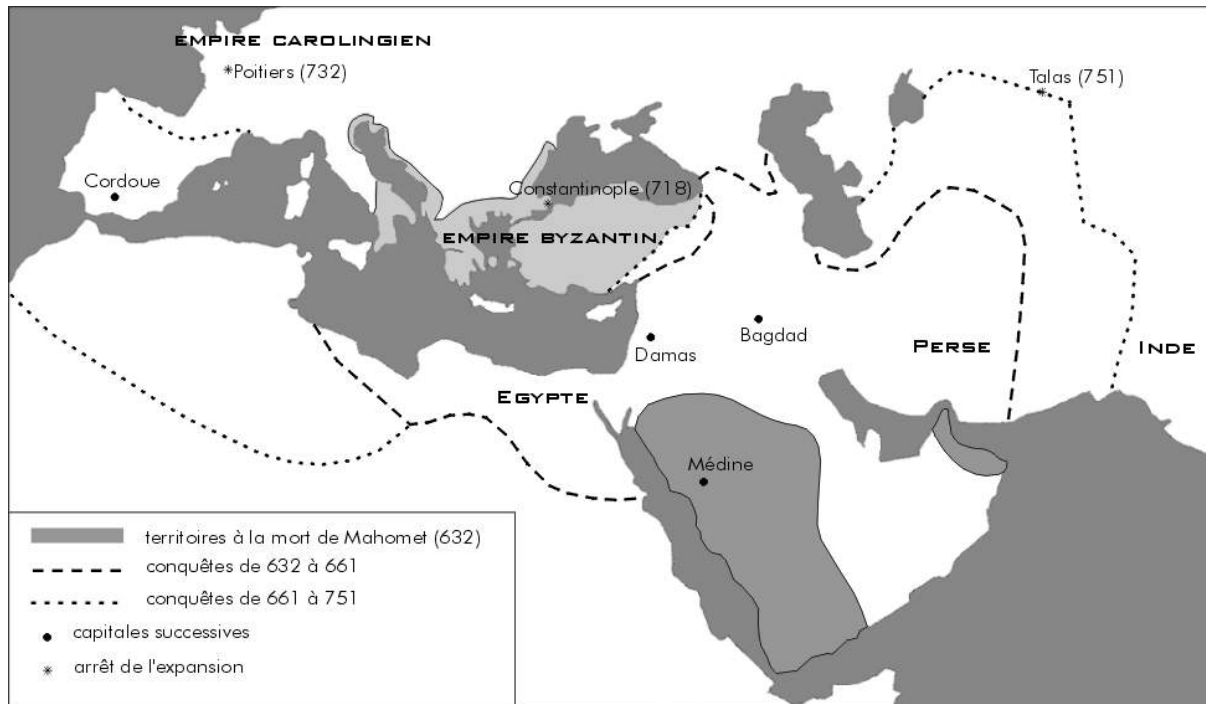 EMPIRE CAROLINGIEN
Poitiers (732)
Talas (751)
Cordoue
Constantinople (718)
EMPIRE BYZANTIN
Bagdad
Damas
PERSE
INDE
EGYPTE
Médine
territoires à la mort de Mahomet (632)
conquêtes de 632 à 661
conquêtes de 661 à 751
capitales successives
arrêt de l'expansion